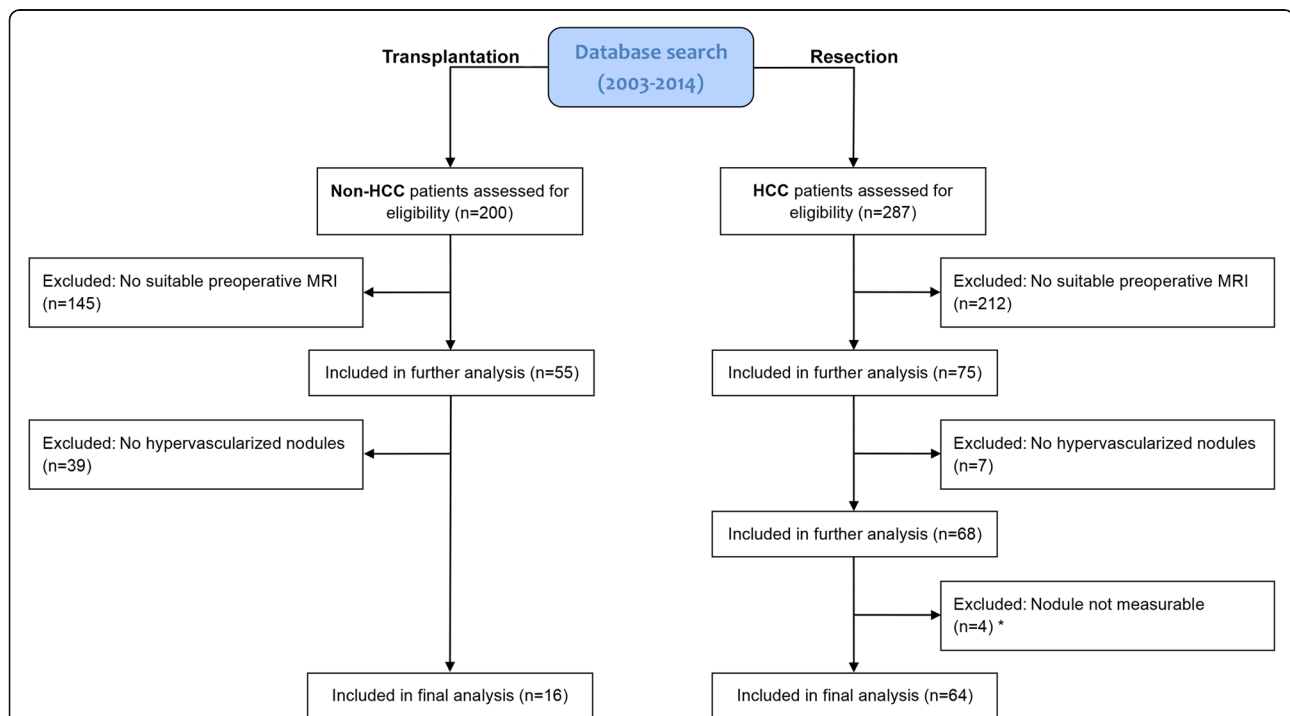 Database search
(2003-2014)
Transplantation
Resection
Non-HCC patients assessed for
eligibility (n=200)
HCC patients assessed for
eligibility (n=287)
Excluded: No suitable preoperative MRI
(n=145)
Excluded: No suitable preoperative MRI
(n=212)
Included in further analysis (n=55)
Included in further analysis (n=75)
Excluded: No hypervascularized nodules
(n=39)
Excluded: No hypervascularized nodules
(n=7)
Included in further analysis (n=68)
Excluded: Nodule not measurable
(n=4) *
Included in final analysis (n=16)
Included in final analysis (n=64)